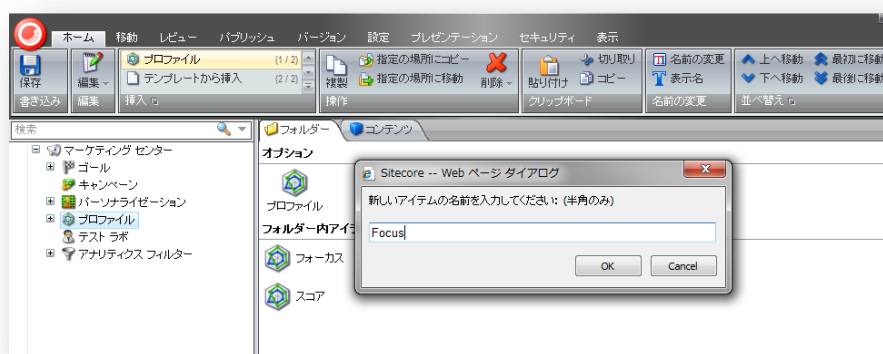 ホーム 移動 レビュー パブリッシュ バージョン 設定 プレゼンテーション セキュリティ 表示
プロファイル (1 / 2) 指定の場所にコピー 切り取り 名前の変更 上へ移動 最初に移動
テンプレートから挿入 (2 / 2) 指定の場所に移動 コピー 表示名 下へ移動 最後に移動
保存 編集 複製 削除 貼り付け
書き込み 編集 挿入 操作 クリップボード 名前の変更 並べ替え
検索
フォルダー コンテンツ
マーケティング センター
ゴール
キャンペーン
パーソナライゼーション
プロファイル
テスト ラボ
アナリティクス フィルター
オプション
プロファイル
フォルダー内アイテ
フォーカス
スコア
Sitecore -- Web ページ ダイアログ
新しいアイテムの名前を入力してください: (半角のみ)
Focus
OK Cancel